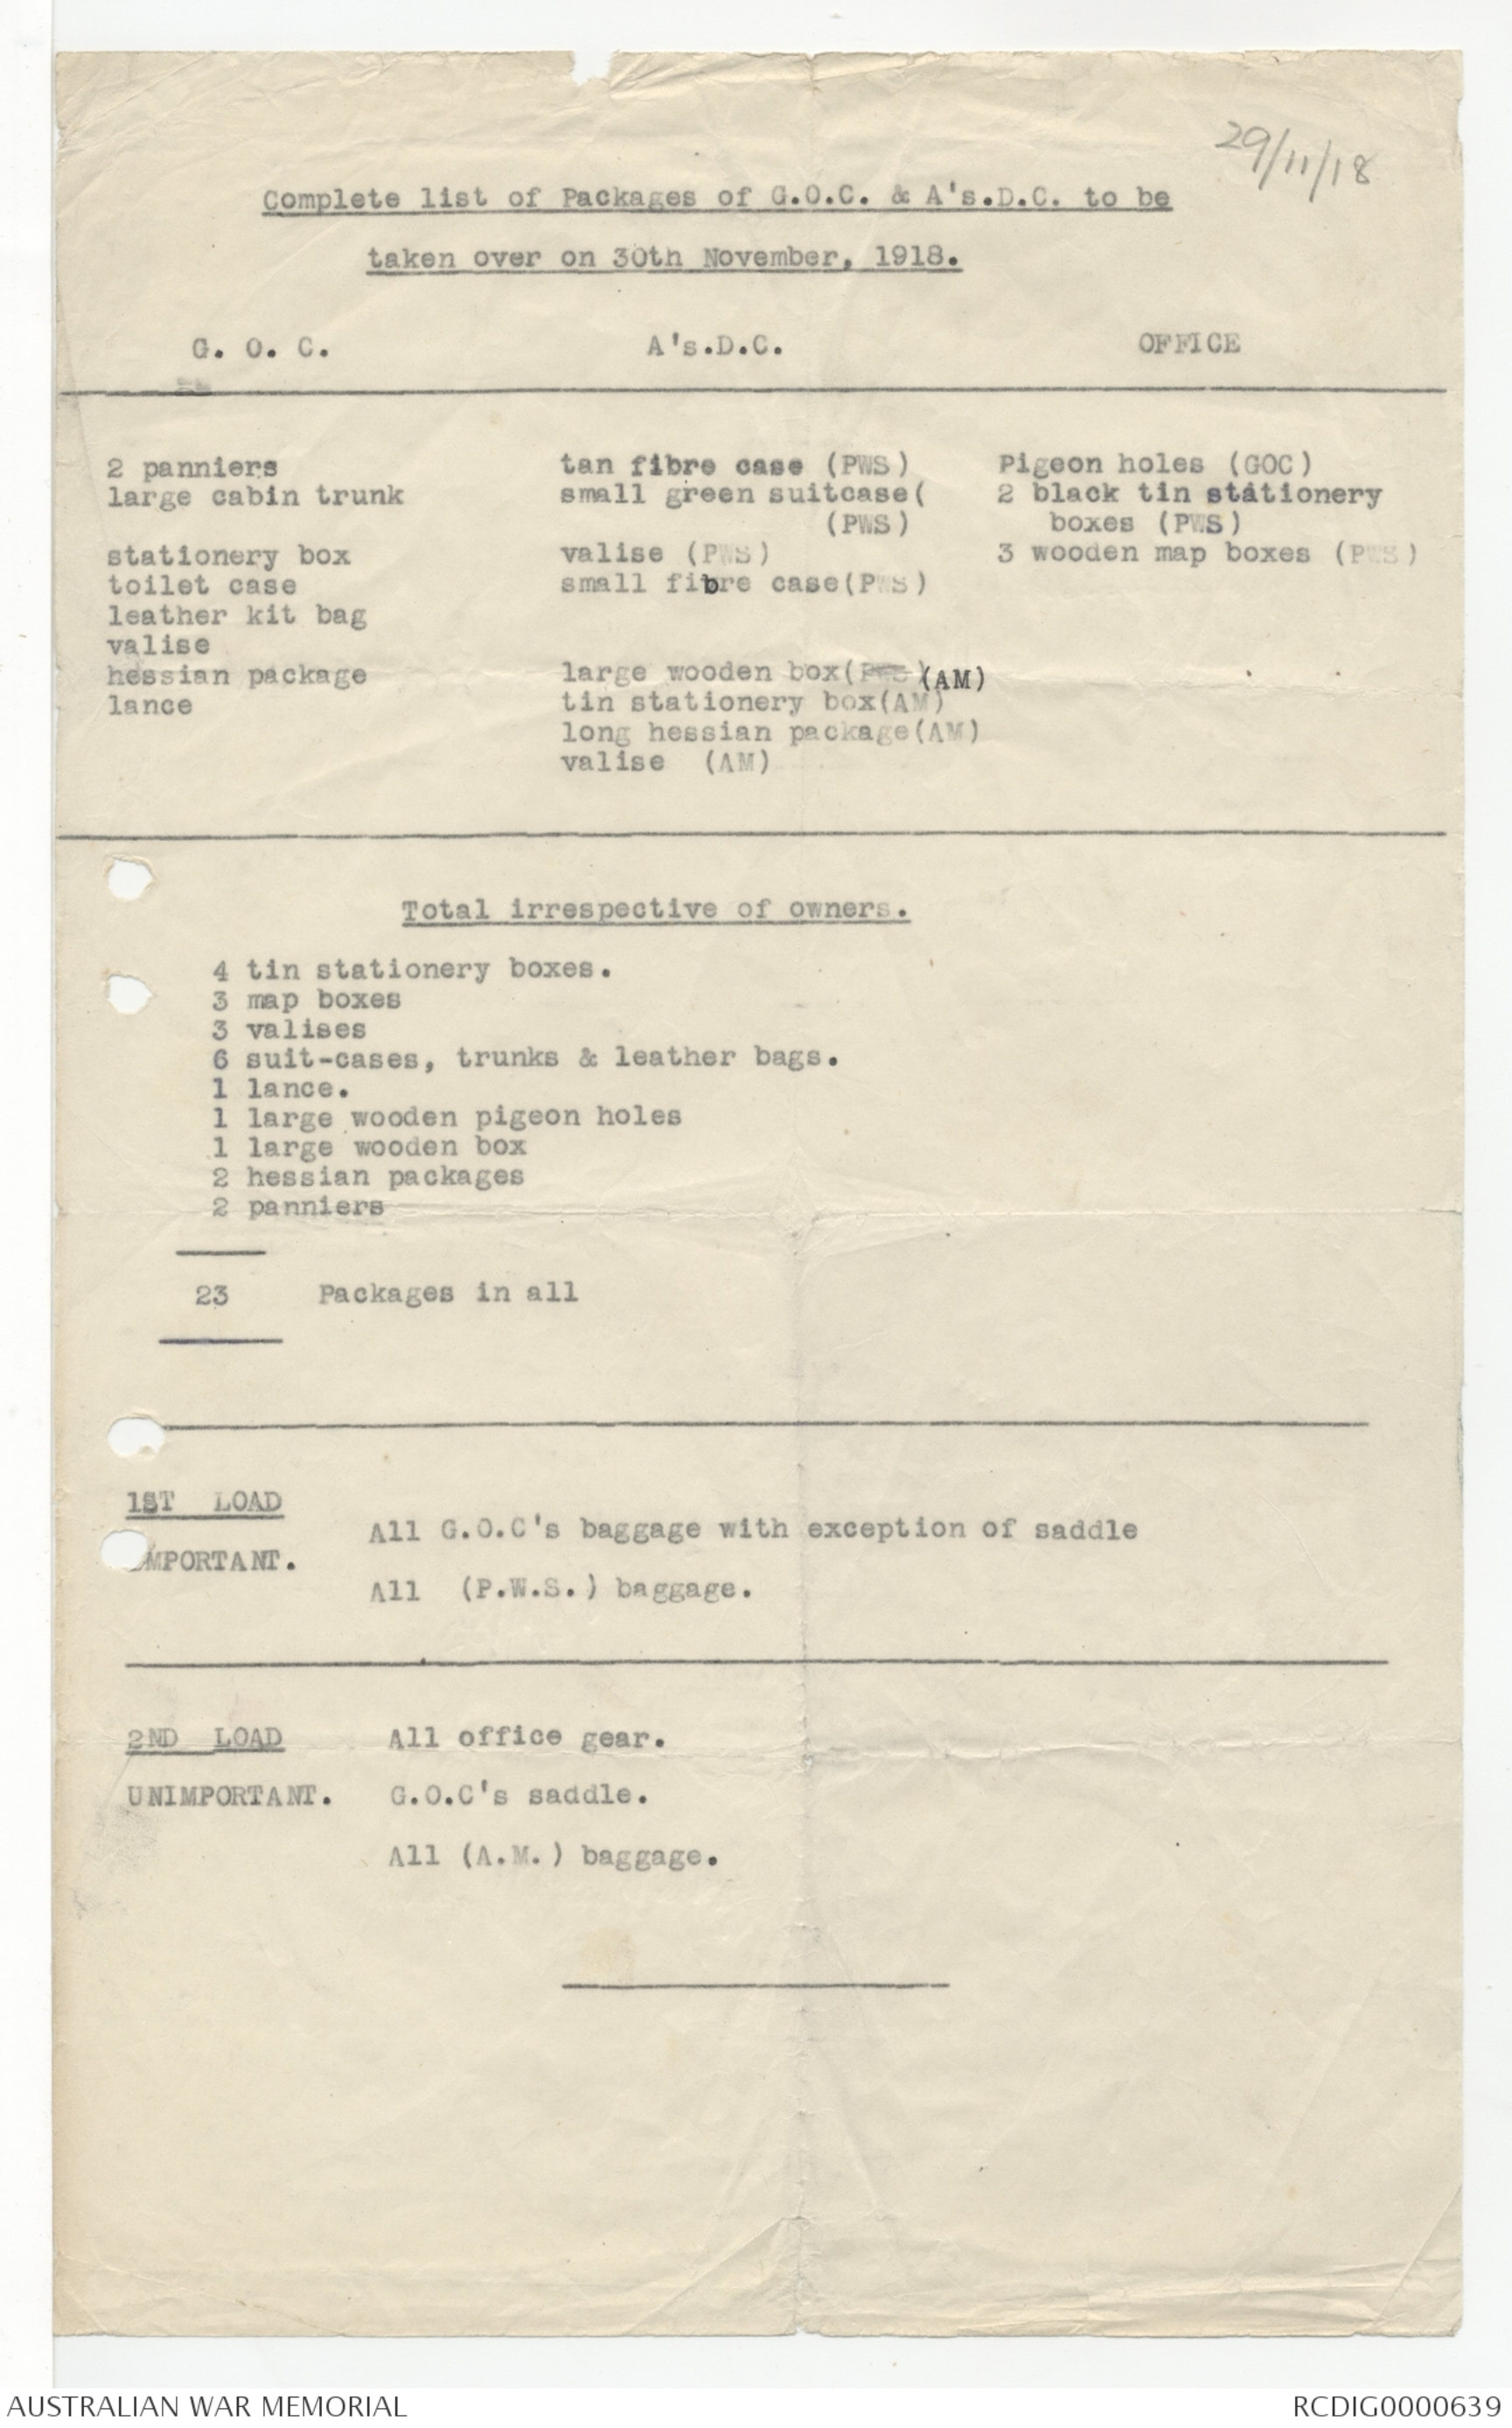 29/11/18
Complete list of Packages of G.O.C. & A's.D.C. to be
taken over on 30th November, 1918.
G. O. C. A's.D.C. OFFICE
2 panniers tan fibre case (PWS) Pigeon holes (GOC)
large cabin trunk small green suitcase( 2 black tin stationery
(PWS) boxes (PWS)
stationery box valise (PWS) 3 wooden map boxes (PWS)
toilet case small fibre case(PWS)
leather kit bag
valise
hessian package large wooden box(PWS)(AM)
lance tin stationery box(AM)
long hessian package(AM)
valise (AM)
Total irrespective of owners.
4 tin stationery boxes.
3 map boxes
3 valises
6 suit-cases, trunks & leather bags.
1 lance.
1 large wooden pigeon holes
1 large wooden box
2 hessian packages
2 panniers
23 Packages in all
1ST LOAD
All G.O.C's baggage with exception of saddle
MPORTANT.
All (P.W.S.) baggage.
2ND LOAD All office gear.
UNIMPORTANT. G.O.C's saddle.
All (A.M.) baggage.
AUSTRALIAN WAR MEMORIAL RCDIG0000639